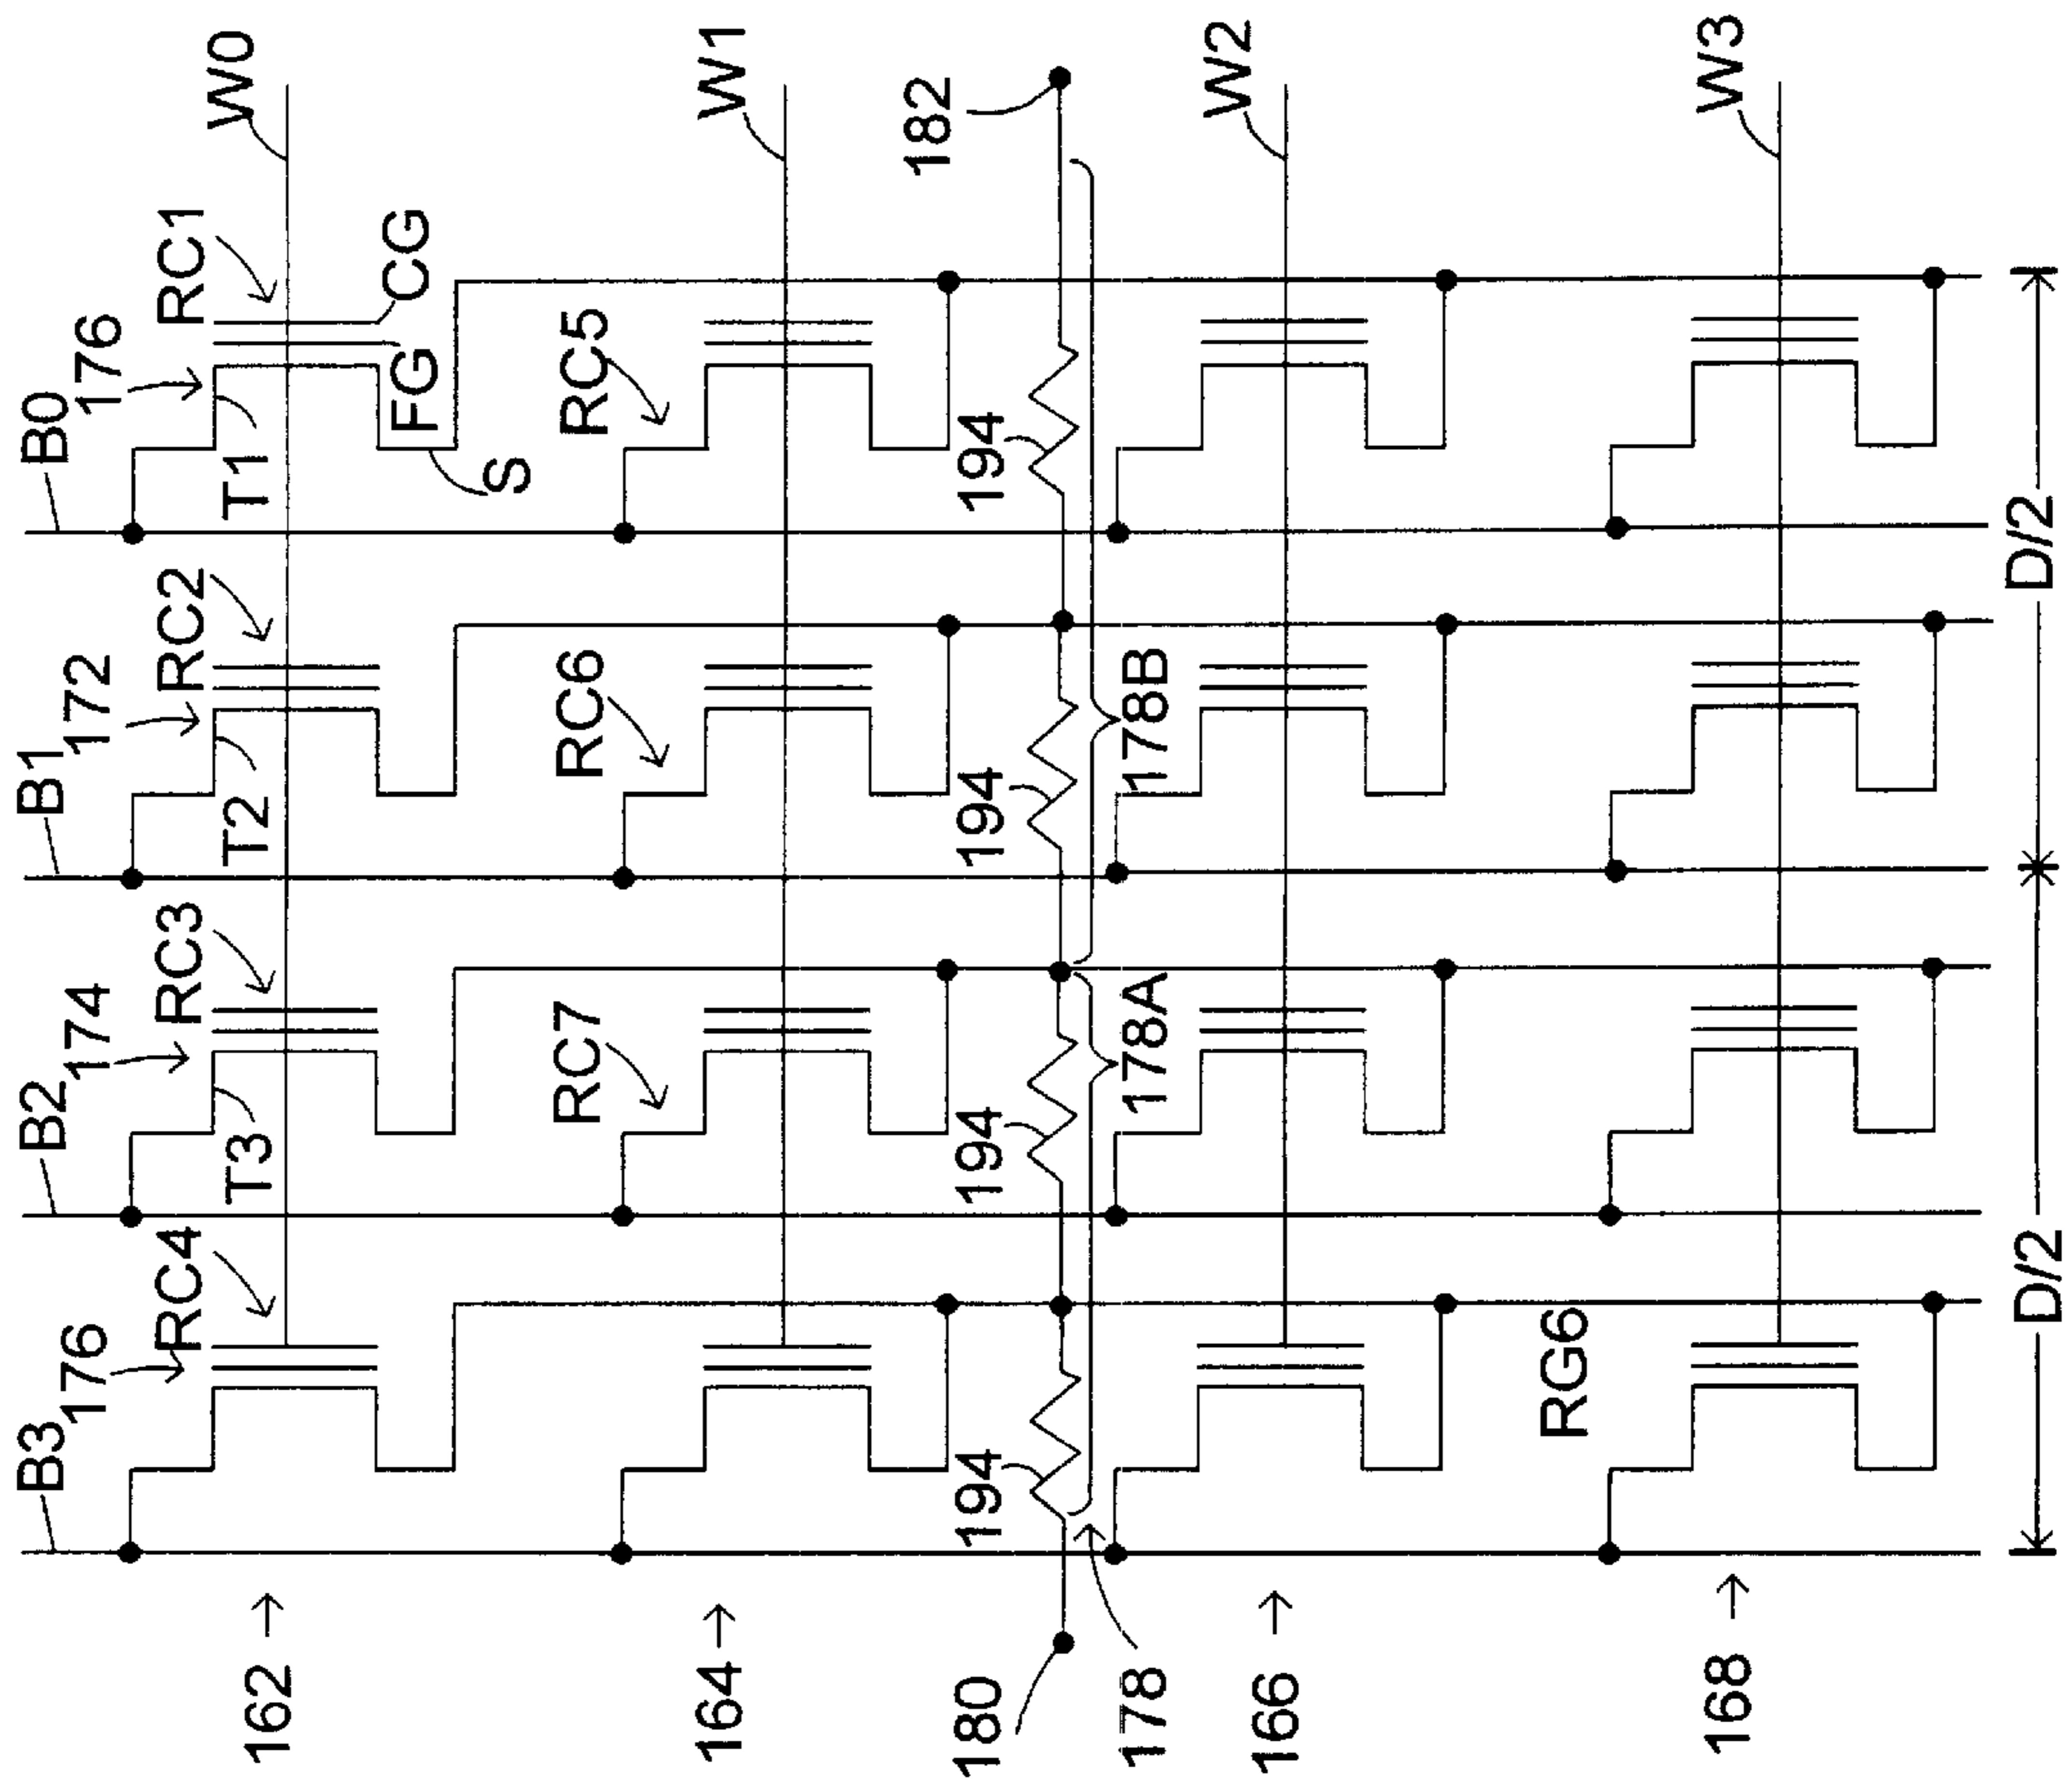 W0
W1
W2
W3
182
RC1
CG
176
FG
B0
T1
S
RC5
194
D/2
RC2
172
B1
T2
RC6
194
178B
RC3
174
B2
T3
RC7
194
178A
RC4
176
B3
194
RG6
D/2
162
164
180
178
166
168